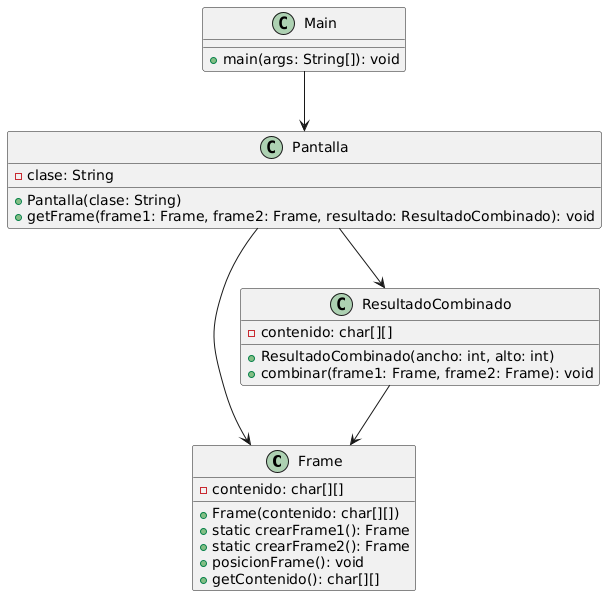 Main
main(args: String[]): void
Pantalla
clase: String
Pantalla(clase: String)
getFrame(frame1: Frame, frame2: Frame, resultado: ResultadoCombinado): void
ResultadoCombinado
contenido: char[][]
ResultadoCombinado(ancho: int, alto: int)
combinar(frame1: Frame, frame2: Frame): void
Frame
contenido: char[][]
Frame(contenido: char[][])
static crearFrame1(): Frame
static crearFrame2(): Frame
posicionFrame(): void
getContenido(): char[][]